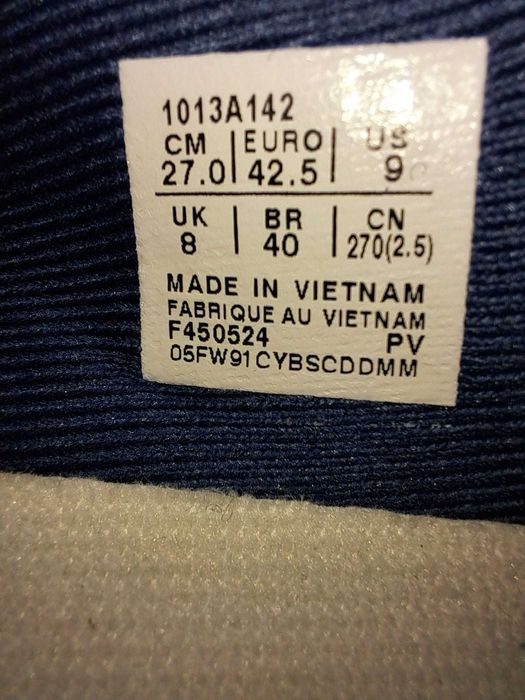 1013A142
CM | EURO | US
27.0 | 42.5 | 9
UK | BR | CN
8 | 40 | 270(2.5)
MADE IN VIETNAM
FABRIQUE AU VIETNAM
F450524 PV
05FW91CYBSCDDMM